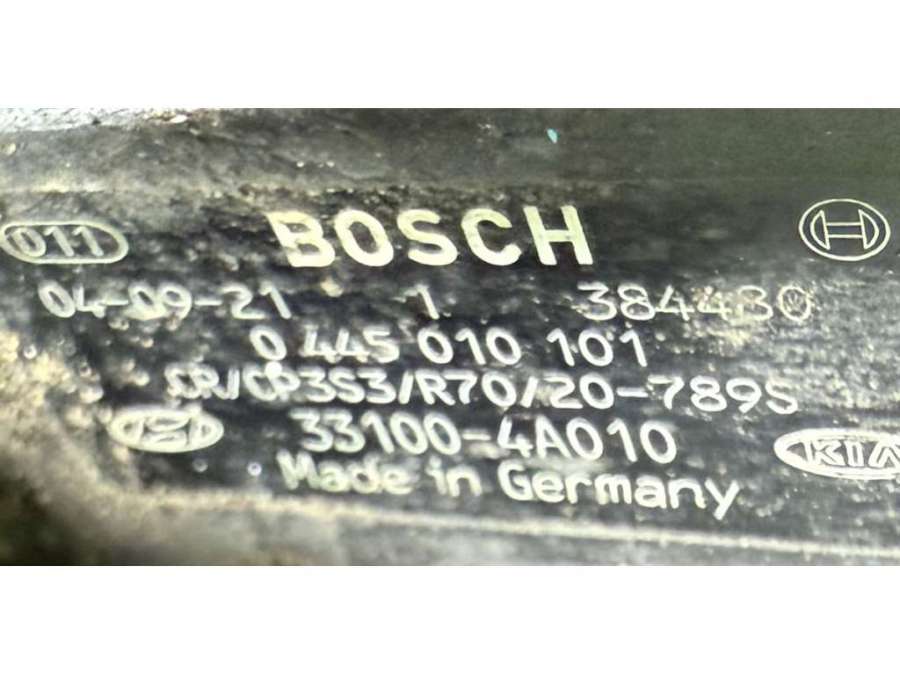 BOSCH
011
04-09-21 1 384480
0 445 010 101
CR/CP3S3/R70/20-789S
33100-4A010
KIA
Made in Germany